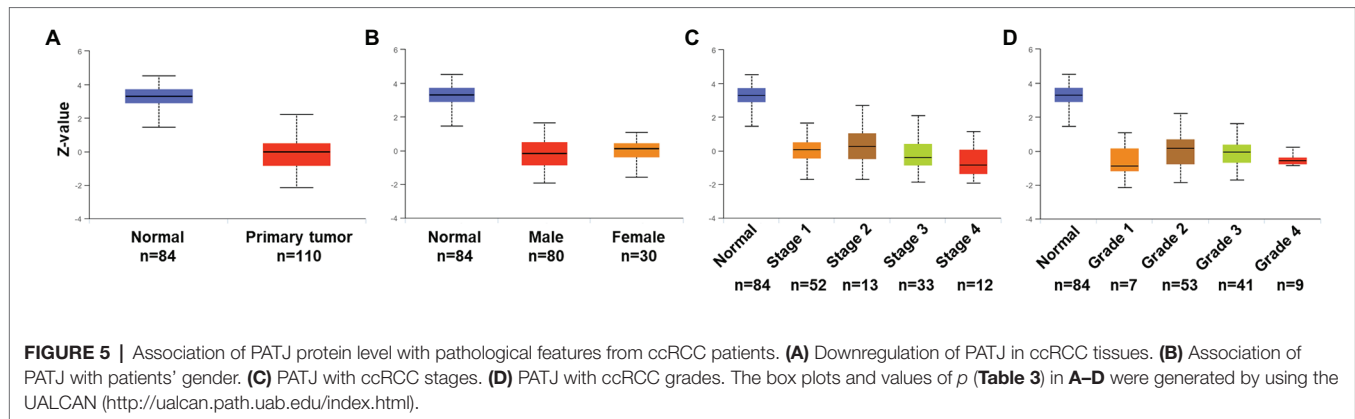 A
B
C
D
Z-value
6
4
2
0
-2
-4
Normal
n=84
Primary tumor
n=110
6
4
2
0
-2
-4
Normal
n=84
Male
n=80
Female
n=30
6
4
2
0
-2
-4
Normal
Stage 1
Stage 2
Stage 3
Stage 4
n=84
n=52
n=13
n=33
n=12
6
4
2
0
-2
-4
Normal
Grade 1
Grade 2
Grade 3
Grade 4
n=84
n=7
n=53
n=41
n=9
FIGURE 5 | Association of PATJ protein level with pathological features from ccRCC patients. (A) Downregulation of PATJ in ccRCC tissues. (B) Association of
PATJ with patients' gender. (C) PATJ with ccRCC stages. (D) PATJ with ccRCC grades. The box plots and values of p (Table 3) in A–D were generated by using the
UALCAN (http://ualcan.path.uab.edu/index.html).